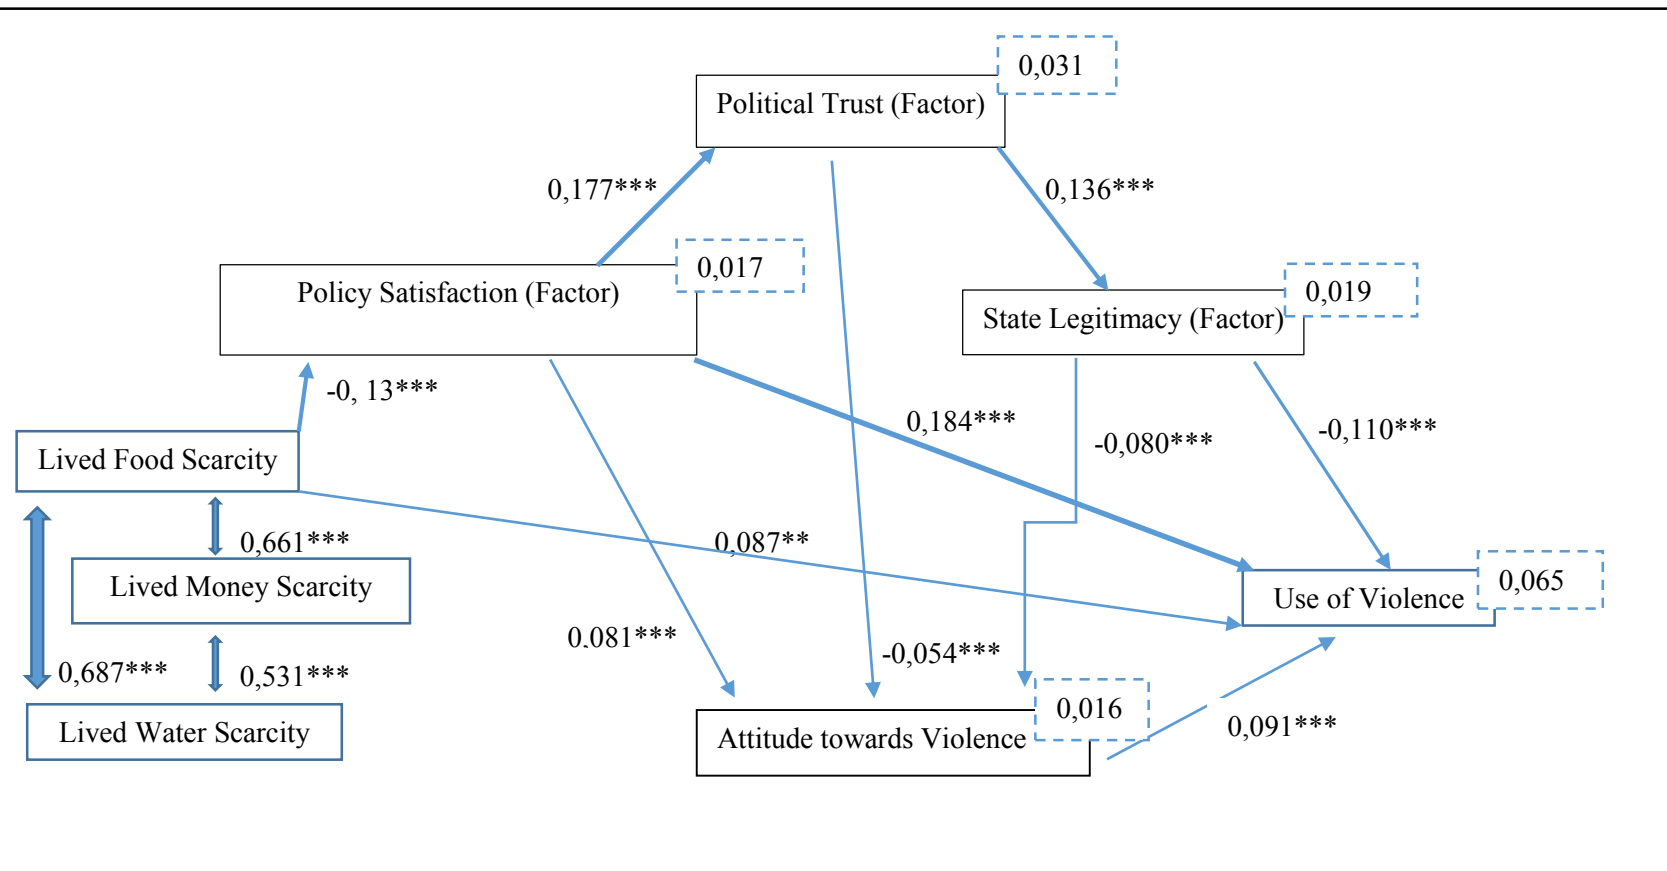 0,031
Political Trust (Factor)
0,177***
0,136***
0,017
Policy Satisfaction (Factor)
0,019
State Legitimacy (Factor)
-0, 13***
0,184***
-0,080***
-0,110***
Lived Food Scarcity
0,661***
0,087**
Lived Money Scarcity
0,065
Use of Violence
0,081***
-0,054***
0,687***
0,531***
Lived Water Scarcity
0,016
Attitude towards Violence
0,091***